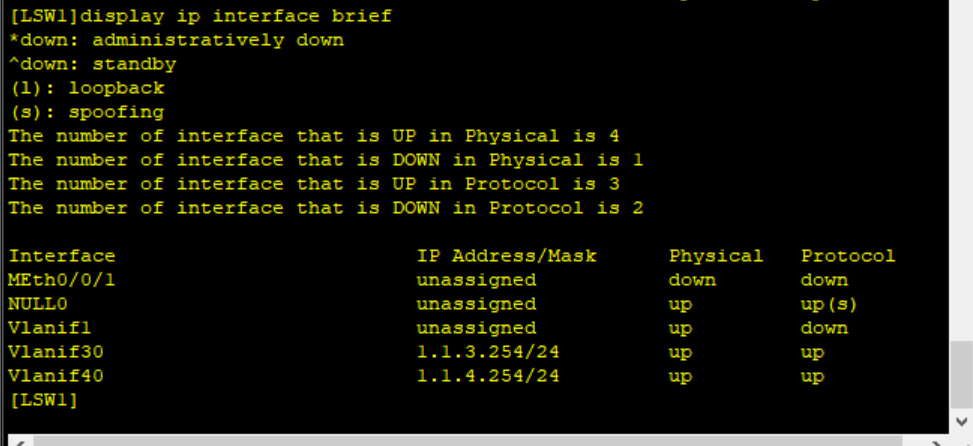 [LSW1]display ip interface brief
*down: administratively down
^down: standby
(l): loopback
(s): spoofing
The number of interface that is UP in Physical is 4
The number of interface that is DOWN in Physical is 1
The number of interface that is UP in Protocol is 3
The number of interface that is DOWN in Protocol is 2
Interface IP Address/Mask Physical Protocol
MEth0/0/1 unassigned down down
NULL0 unassigned up up(s)
Vlanif1 unassigned up down
Vlanif30 1.1.3.254/24 up up
Vlanif40 1.1.4.254/24 up up
[LSW1]